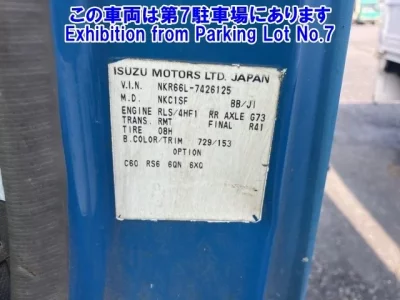 この車両は第7駐車場にあります
Exhibition from Parking Lot No.7
ISUZU MOTORS LTD. JAPAN
V.I.N. NKR66L-7426125
M.D. NKC1SF BB/J1
ENGINE RLS/4HF1 RR AXLE G73
TRANS. RMT FINAL R41
TIRE 08H
B.COLOR/TRIM 729/153
OPTION
C60 RS6 6QN 6XG